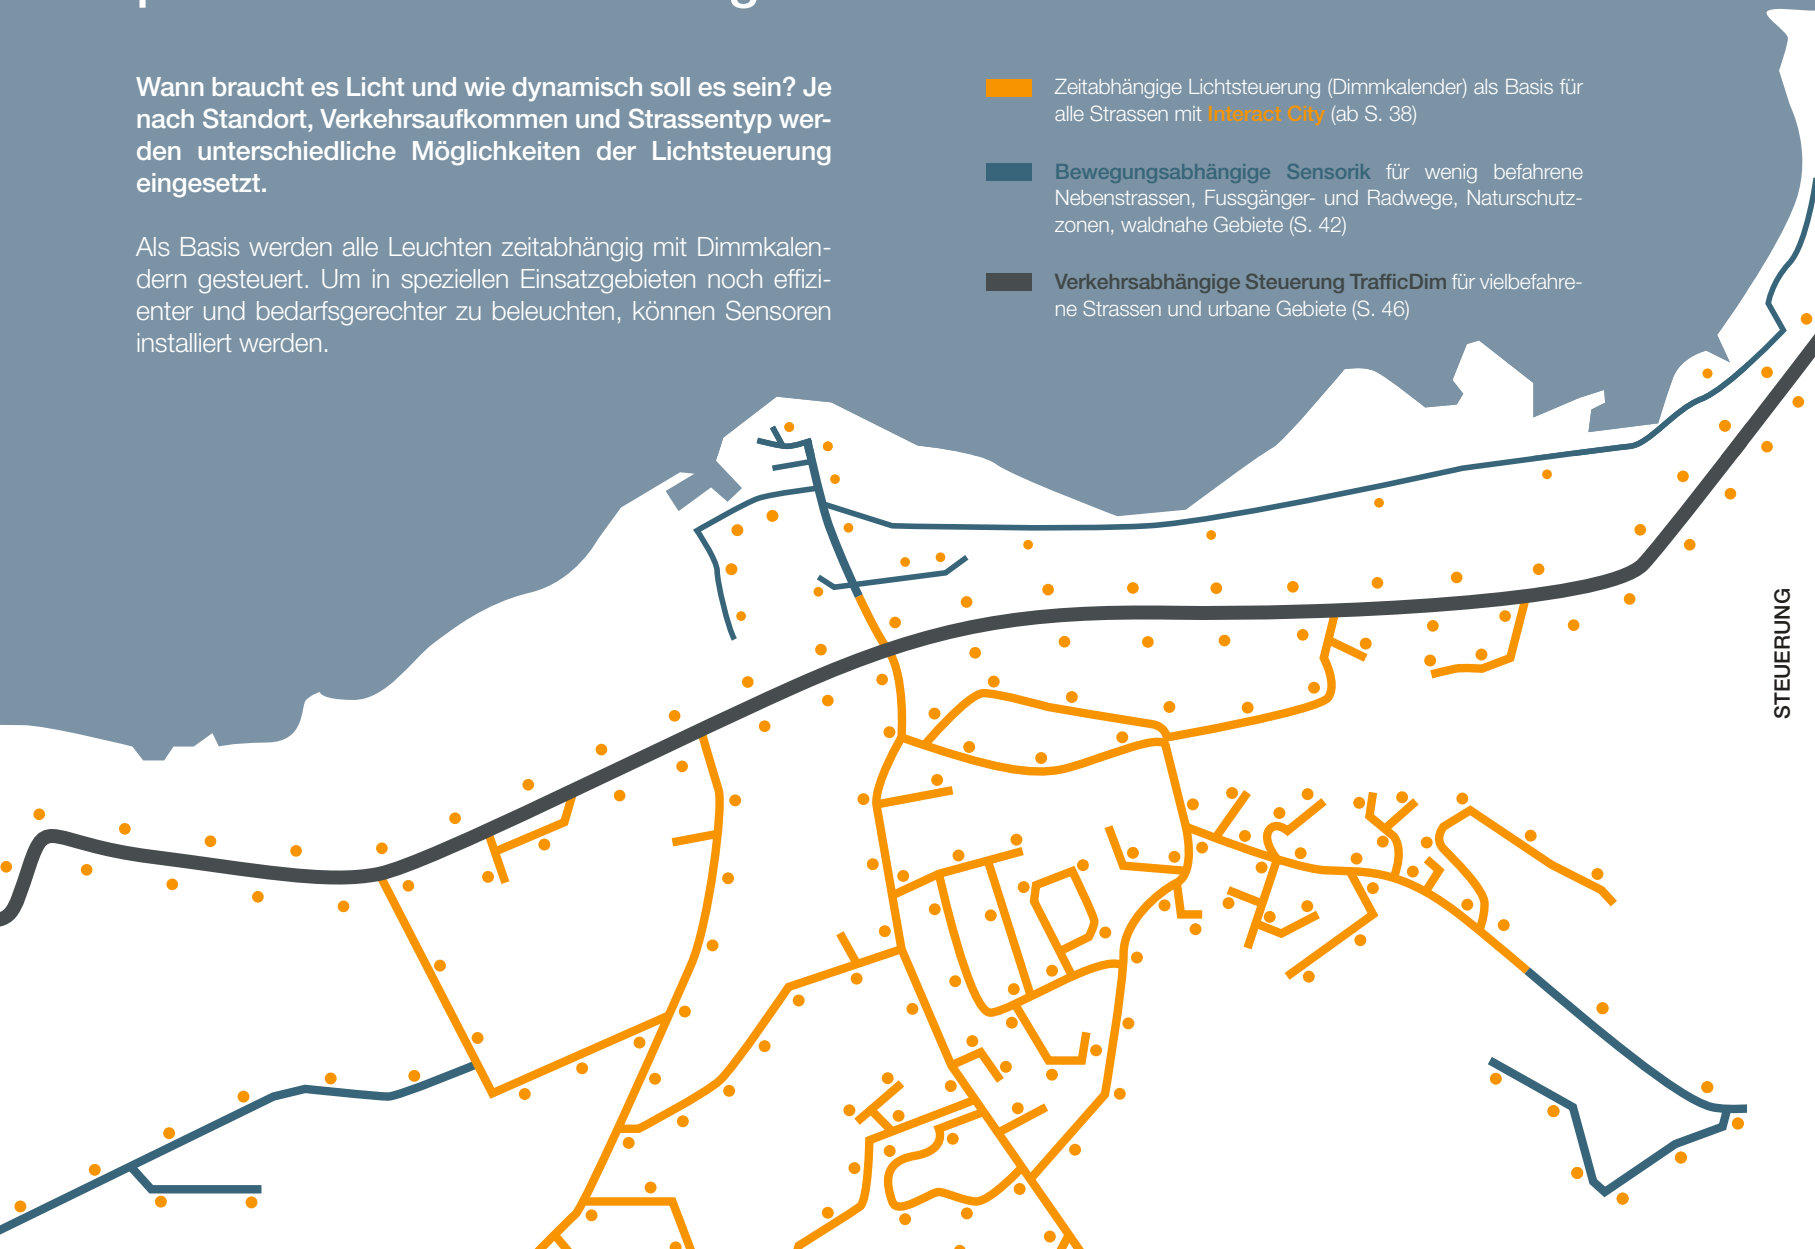 Wann braucht es Licht und wie dynamisch soll es sein? Je
nach Standort, Verkehrsaufkommen und Strassentyp wer-
den unterschiedliche Möglichkeiten der Lichtsteuerung
eingesetzt.
Als Basis werden alle Leuchten zeitabhängig mit Dimmkalen-
dern gesteuert. Um in speziellen Einsatzgebieten noch effizi-
enter und bedarfsgerechter zu beleuchten, können Sensoren
installiert werden.
Zeitabhängige Lichtsteuerung (Dimmkalender) als Basis für
alle Strassen mit Interact City (ab S. 38)
Bewegungsabhängige Sensorik für wenig befahrene
Nebenstrassen, Fussgänger- und Radwege, Naturschutz-
zonen, waldnahe Gebiete (S. 42)
Verkehrsabhängige Steuerung TrafficDim für vielbefahre-
ne Strassen und urbane Gebiete (S. 46)
STEUERUNG